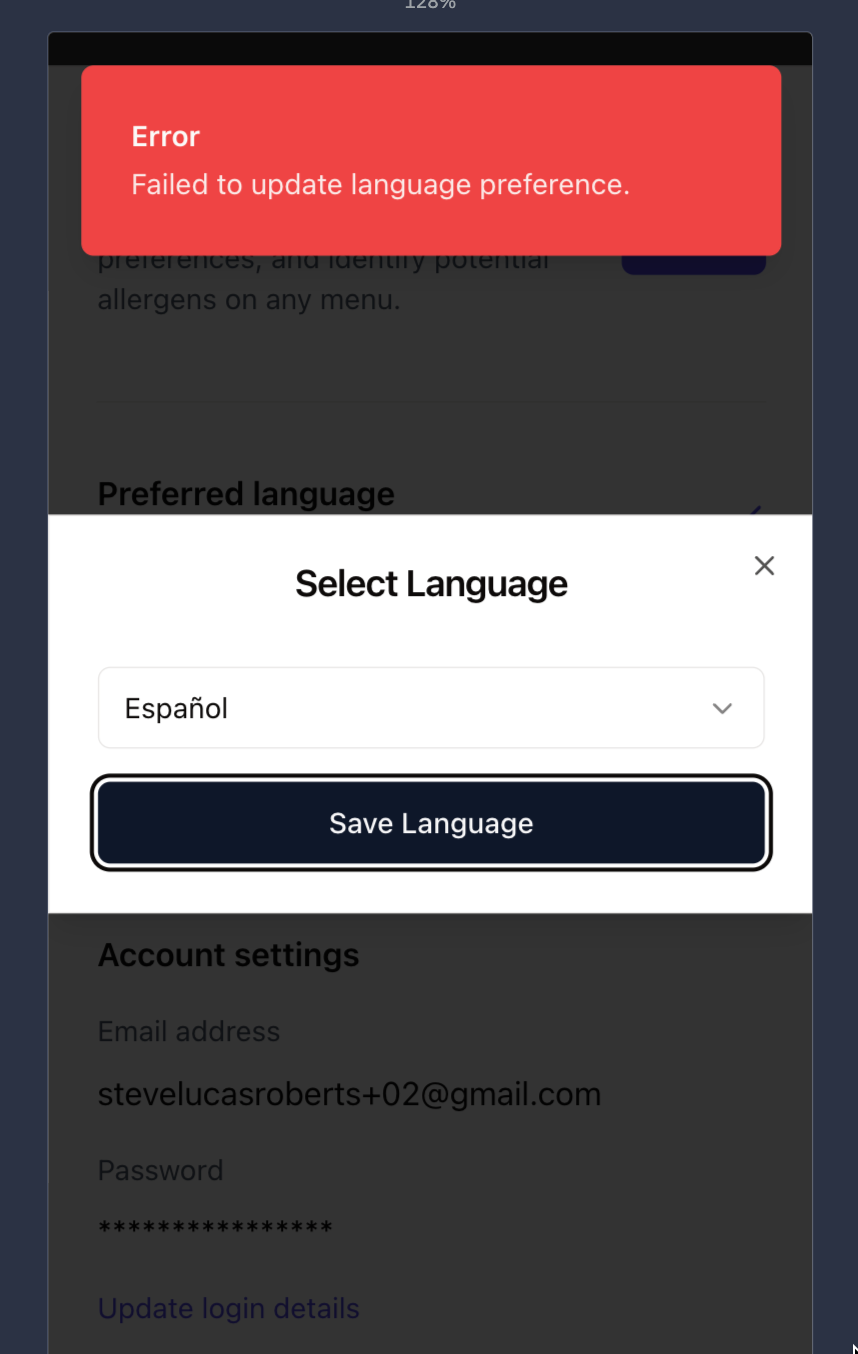 128%
Error
Failed to update language preference.
preferences, and identify potential
allergens on any menu.
Preferred language
Select Language
Español
Save Language
Account settings
Email address
stevelucasroberts+02@gmail.com
Password
****************
Update login details